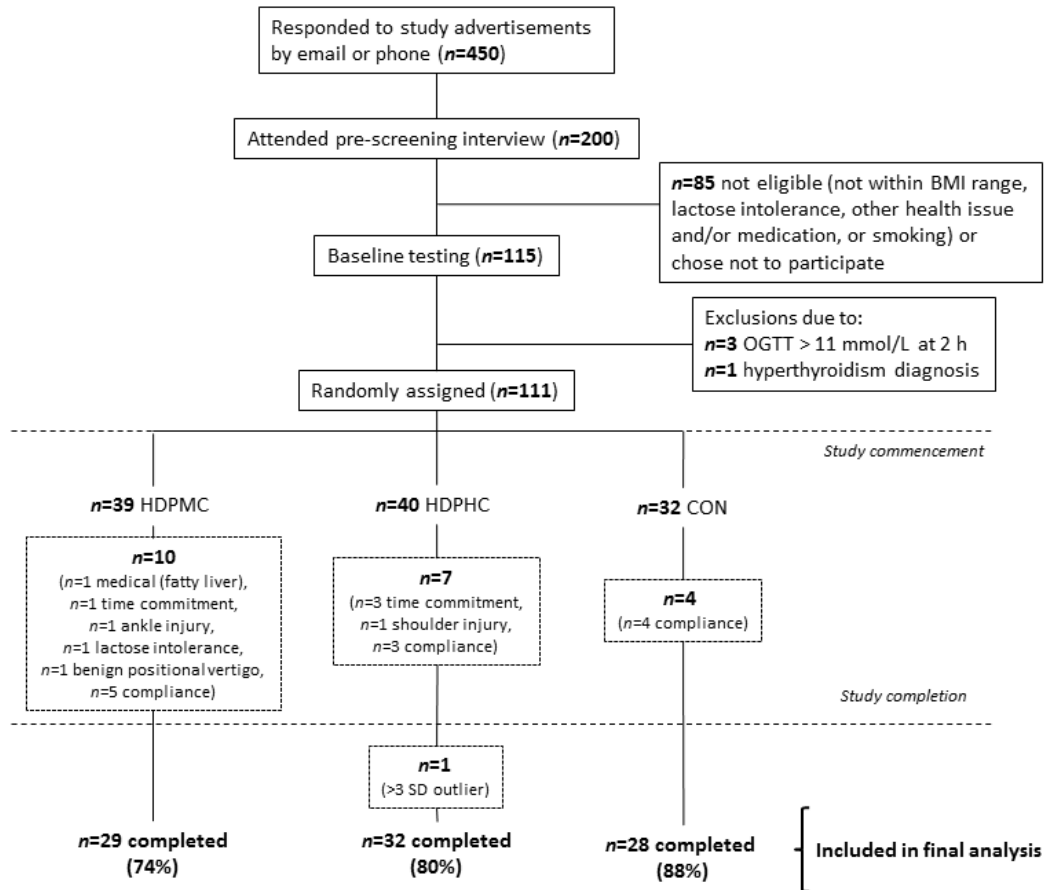 Responded to study advertisements
by email or phone (n=450)
Attended pre-screening interview (n=200)
n=85 not eligible (not within BMI range,
lactose intolerance, other health issue
and/or medication, or smoking) or
chose not to participate
Baseline testing (n=115)
Exclusions due to:
n=3 OGTT > 11 mmol/L at 2 h
n=1 hyperthyroidism diagnosis
Randomly assigned (n=111)
Study commencement
n=39 HDPMC
n=40 HDPHC
n=32 CON
n=10
(n=1 medical (fatty liver),
n=1 time commitment,
n=1 ankle injury,
n=1 lactose intolerance,
n=1 benign positional vertigo,
n=5 compliance)
n=7
(n=3 time commitment,
n=1 shoulder injury,
n=3 compliance)
n=4
(n=4 compliance)
Study completion
n=1
(>3 SD outlier)
n=29 completed
(74%)
n=32 completed
(80%)
n=28 completed
(88%)
Included in final analysis